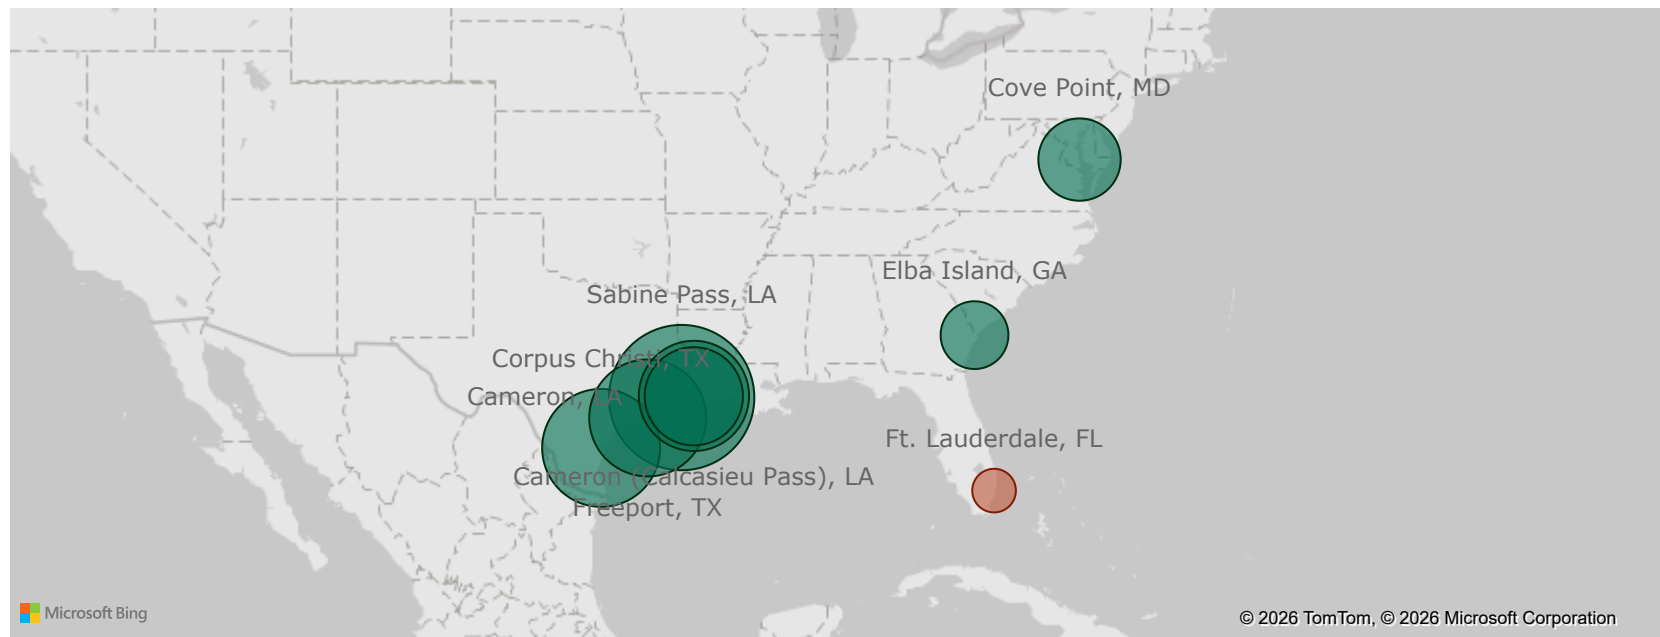 Cove Point, MD
Elba Island, GA
Sabine Pass, LA
Corpus Christi, TX
Cameron, LA
Ft. Lauderdale, FL
Cameron (Calcasieu Pass), LA
Freeport, TX
Microsoft Bing
© 2026 TomTom, © 2026 Microsoft Corporation